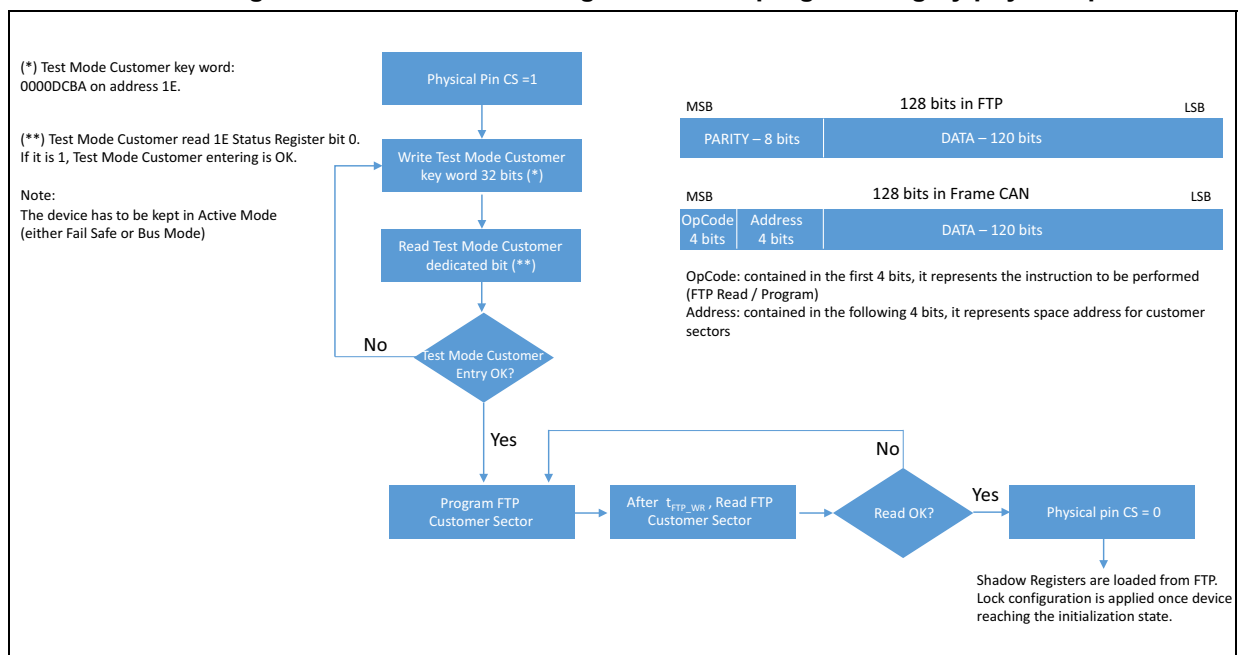 (*) Test Mode Customer key word:
0000DCBA on address 1E.
(**) Test Mode Customer read 1E Status Register bit 0.
If it is 1, Test Mode Customer entering is OK.
Note:
The device has to be kept in Active Mode
(either Fail Safe or Bus Mode)
Physical Pin CS =1
Write Test Mode Customer
key word 32 bits (*)
Read Test Mode Customer
dedicated bit (**)
No
Test Mode Customer
Entry OK?
Yes
MSB
128 bits in FTP
LSB
PARITY – 8 bits
DATA – 120 bits
MSB
128 bits in Frame CAN
LSB
OpCode
4 bits
Address
4 bits
DATA – 120 bits
OpCode: contained in the first 4 bits, it represents the instruction to be performed
(FTP Read / Program)
Address: contained in the following 4 bits, it represents space address for customer
sectors
No
Program FTP
Customer Sector
After tFTP_WR , Read FTP
Customer Sector
Read OK?
Yes
Physical pin CS = 0
Shadow Registers are loaded from FTP.
Lock configuration is applied once device
reaching the initialization state.